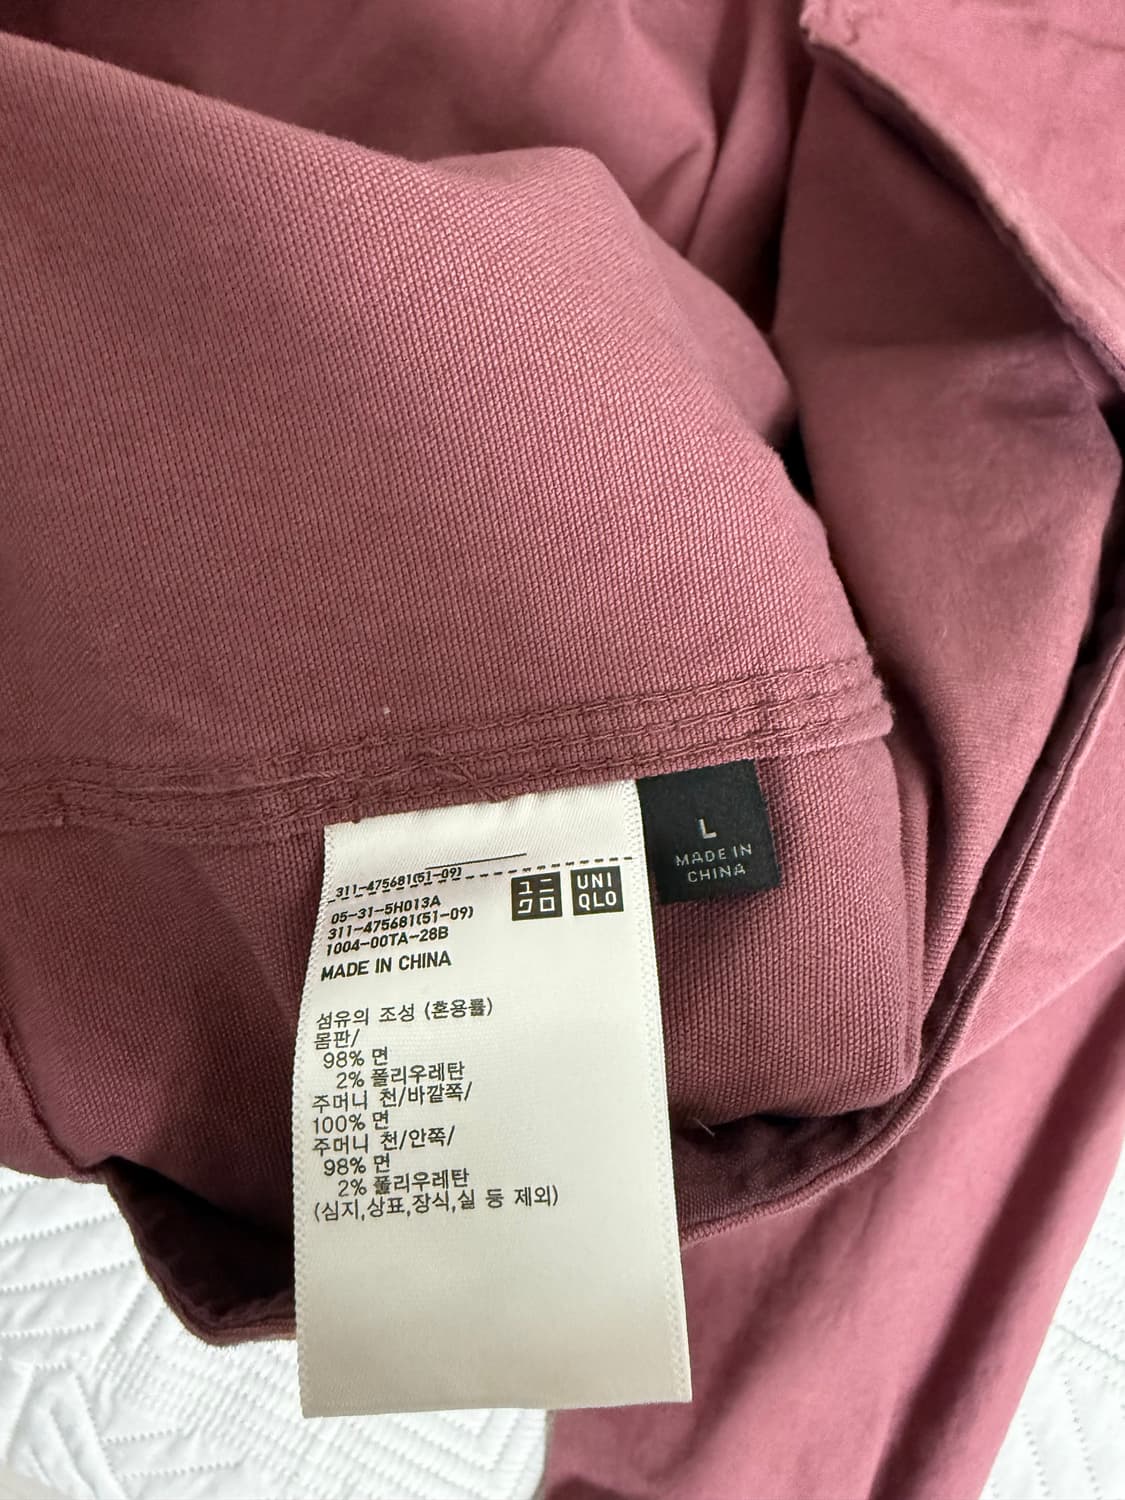 L
MADE IN
CHINA
311-475681(51-09)
ユニ
クロ
UNI
QLO
05-31-5H013A
311-475681(51-09)
1004-00TA-28B
MADE IN CHINA
섬유의 조성 (혼용률)
몸판/
98% 면
2% 폴리우레탄
주머니 천/바깥쪽/
100% 면
주머니 천/안쪽/
98% 면
2% 폴리우레탄
(심지,상표,장식,실 등 제외)